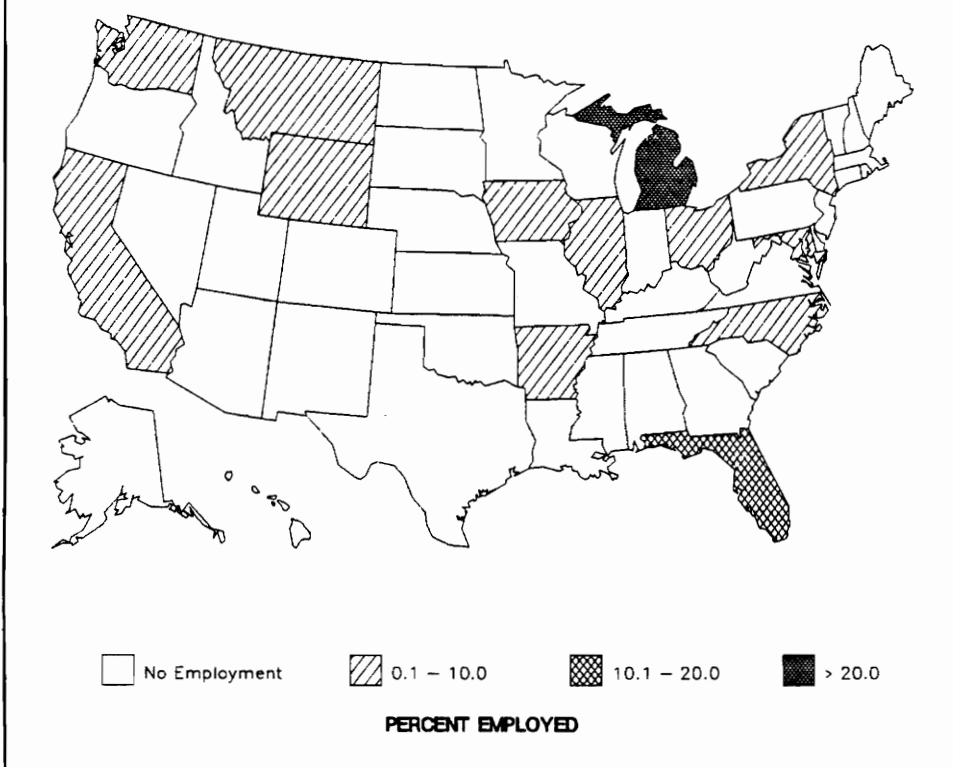 No Employment 0.1 – 10.0 10.1 – 20.0 > 20.0
PERCENT EMPLOYED